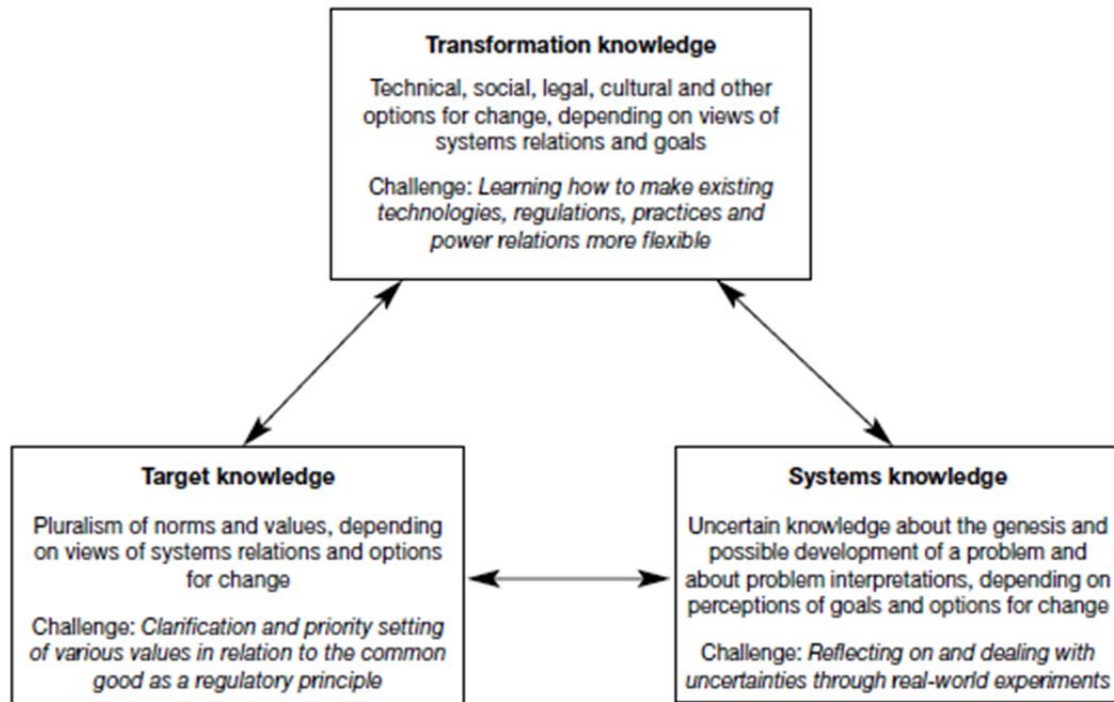 Transformation knowledge
Technical, social, legal, cultural and other
options for change, depending on views of
systems relations and goals
Challenge: Learning how to make existing
technologies, regulations, practices and
power relations more flexible
Target knowledge
Pluralism of norms and values, depending
on views of systems relations and options
for change
Challenge: Clarification and priority setting
of various values in relation to the common
good as a regulatory principle
Systems knowledge
Uncertain knowledge about the genesis and
possible development of a problem and
about problem interpretations, depending on
perceptions of goals and options for change
Challenge: Reflecting on and dealing with
uncertainties through real-world experiments